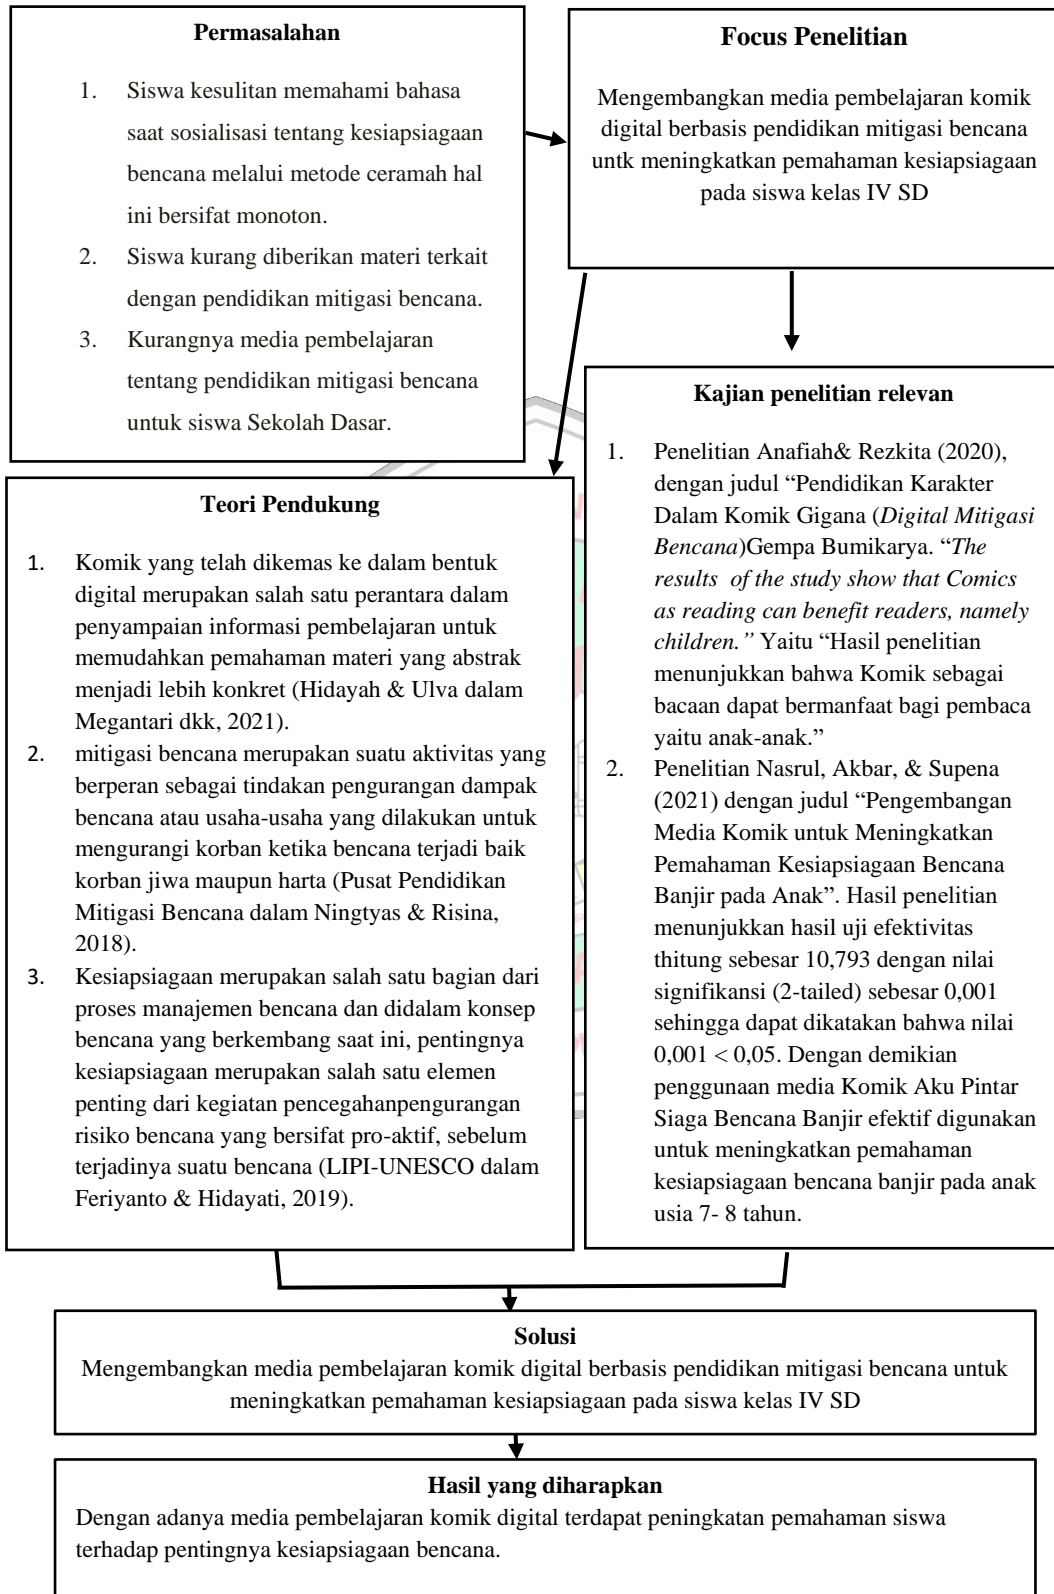 Permasalahan
1. Siswa kesulitan memahami bahasa
saat sosialisasi tentang kesiapsiagaan
bencana melalui metode ceramah hal
ini bersifat monoton.
2. Siswa kurang diberikan materi terkait
dengan pendidikan mitigasi bencana.
3. Kurangnya media pembelajaran
tentang pendidikan mitigasi bencana
untuk siswa Sekolah Dasar.
Focus Penelitian
Mengembangkan media pembelajaran komik
digital berbasis pendidikan mitigasi bencana
untk meningkatkan pemahaman kesiapsiagaan
pada siswa kelas IV SD
Teori Pendukung
1. Komik yang telah dikemas ke dalam bentuk
digital merupakan salah satu perantara dalam
penyampaian informasi pembelajaran untuk
memudahkan pemahaman materi yang abstrak
menjadi lebih konkret (Hidayah & Ulva dalam
Megantari dkk, 2021).
2. mitigasi bencana merupakan suatu aktivitas yang
berperan sebagai tindakan pengurangan dampak
bencana atau usaha-usaha yang dilakukan untuk
mengurangi korban ketika bencana terjadi baik
korban jiwa maupun harta (Pusat Pendidikan
Mitigasi Bencana dalam Ningtyas & Risina,
2018).
3. Kesiapsiagaan merupakan salah satu bagian dari
proses manajemen bencana dan didalam konsep
bencana yang berkembang saat ini, pentingnya
kesiapsiagaan merupakan salah satu elemen
penting dari kegiatan pencegahanpengurangan
risiko bencana yang bersifat pro-aktif, sebelum
terjadinya suatu bencana (LIPI-UNESCO dalam
Feriyanto & Hidayati, 2019).
Kajian penelitian relevan
1. Penelitian Anafiah& Rezkita (2020),
dengan judul “Pendidikan Karakter
Dalam Komik Gigana (Digital Mitigasi
Bencana)Gempa Bumikarya. “The
results of the study show that Comics
as reading can benefit readers, namely
children.” Yaitu “Hasil penelitian
menunjukkan bahwa Komik sebagai
bacaan dapat bermanfaat bagi pembaca
yaitu anak-anak.”
2. Penelitian Nasrul, Akbar, & Supena
(2021) dengan judul “Pengembangan
Media Komik untuk Meningkatkan
Pemahaman Kesiapsiagaan Bencana
Banjir pada Anak”. Hasil penelitian
menunjukkan hasil uji efektivitas
thitung sebesar 10,793 dengan nilai
signifikansi (2-tailed) sebesar 0,001
sehingga dapat dikatakan bahwa nilai
0,001 < 0,05. Dengan demikian
penggunaan media Komik Aku Pintar
Siaga Bencana Banjir efektif digunakan
untuk meningkatkan pemahaman
kesiapsiagaan bencana banjir pada anak
usia 7- 8 tahun.
Solusi
Mengembangkan media pembelajaran komik digital berbasis pendidikan mitigasi bencana untuk
meningkatkan pemahaman kesiapsiagaan pada siswa kelas IV SD
Hasil yang diharapkan
Dengan adanya media pembelajaran komik digital terdapat peningkatan pemahaman siswa
terhadap pentingnya kesiapsiagaan bencana.